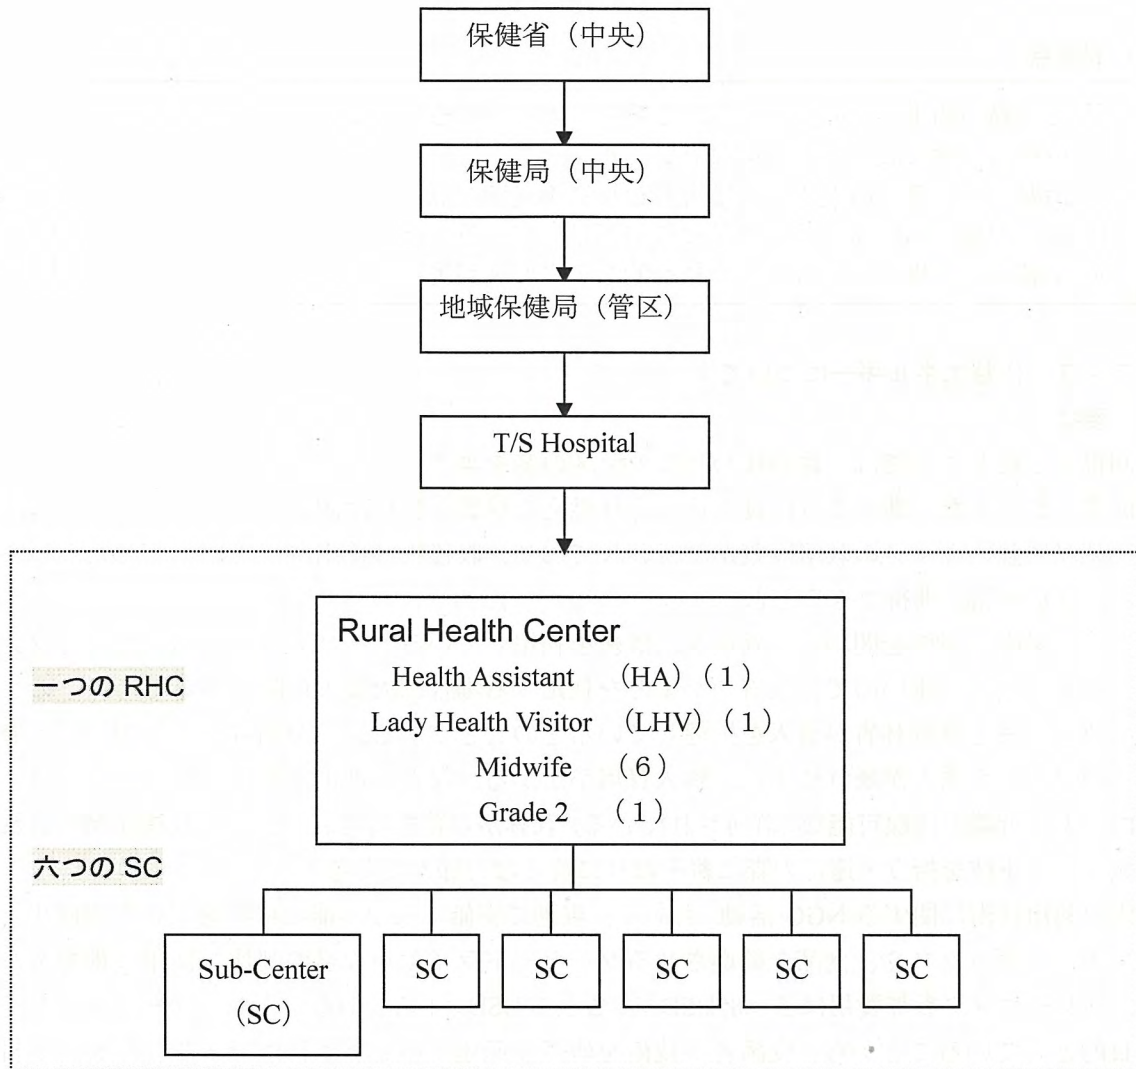 保健省（中央）
保健局（中央）
地域保健局（管区）
T/S Hospital
一つの RHC
Rural Health Center
Health Assistant （HA）（１）
Lady Health Visitor （LHV）（１）
Midwife （６）
Grade 2 （１）
六つの SC
Sub-Center
（SC）
SC
SC
SC
SC
SC